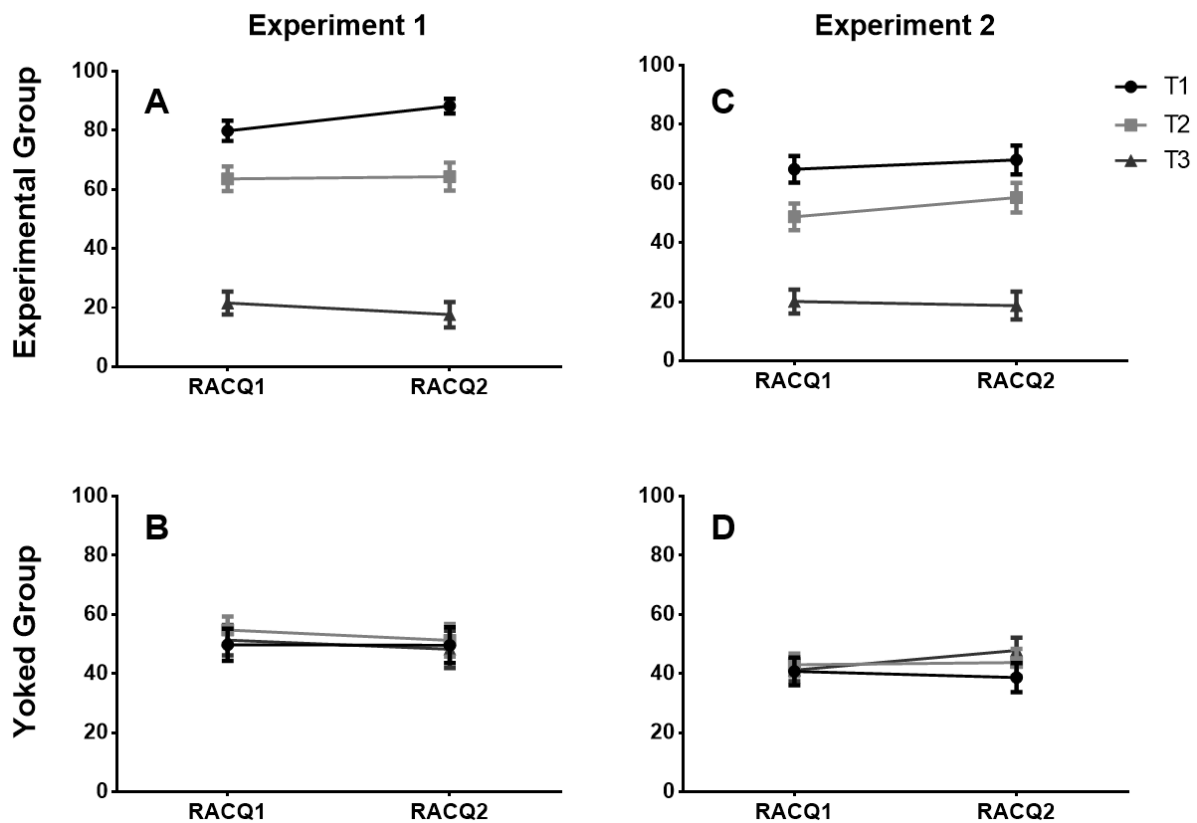 Experiment 1
Experiment 2
Experimental Group
A
100
80
60
40
20
0
RACQ1
RACQ2
C
100
80
60
40
20
0
RACQ1
RACQ2
T1
T2
T3
Yoked Group
B
100
80
60
40
20
0
RACQ1
RACQ2
D
100
80
60
40
20
0
RACQ1
RACQ2